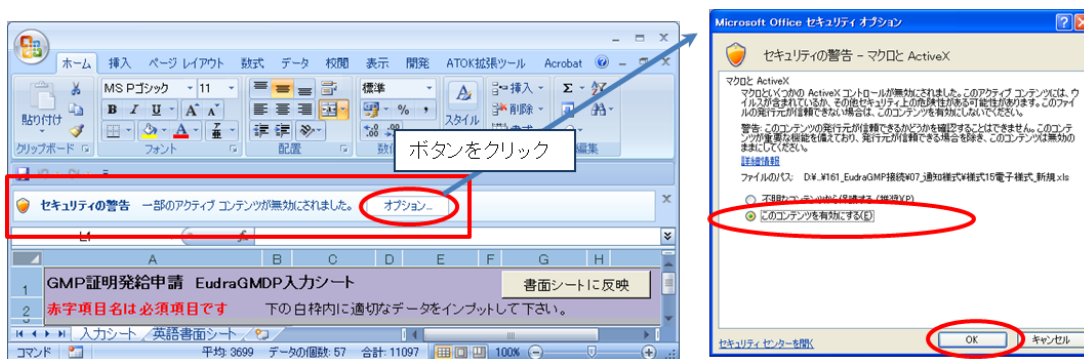 ホーム 挿入 ページ レイアウト 数式 データ 校閲 表示 開発 ATOK拡張ツール Acrobat
MS Pゴシック 11 標準 挿入
貼り付け B I U % スタイル 削除
クリップボード フォント 配置 編集
ボタンをクリック
セキュリティの警告 一部のアクティブ コンテンツが無効にされました。 オプション...
L1 fx
A B C D E F G H
1 GMP証明発給申請 EudraGMDP入力シート 書面シートに反映
2 赤字項目名は必須項目です 下の白枠内に適切なデータをインプットして下さい。
入力シート 英語書面シート
コマンド 平均: 3699 データの個数: 57 合計: 11097 100%
Microsoft Office セキュリティ オプション
セキュリティの警告 - マクロと ActiveX
マクロと ActiveX
マクロといくつかの ActiveX コントロールが無効にされました。このアクティブ コンテンツには、ウ
イルスが含まれているか、その他セキュリティ上の危険性がある可能性があります。このファイ
ルの発行元が信頼できない場合は、このコンテンツを有効にしないでください。
警告: このコンテンツの発行元が信頼できるかどうかを確認することはできません。このコンテ
ンツが重要な機能を備えており、発行元が信頼できる場合を除き、このコンテンツは無効の
ままにしてください。
詳細情報
ファイルのパス: D:¥..¥161_EudraGMP接続¥07_通知様式¥様式15電子様式_新規.xls
不明なコンテンツから保護する (推奨)(P)
このコンテンツを有効にする(E)
セキュリティ センターを開く OK キャンセル